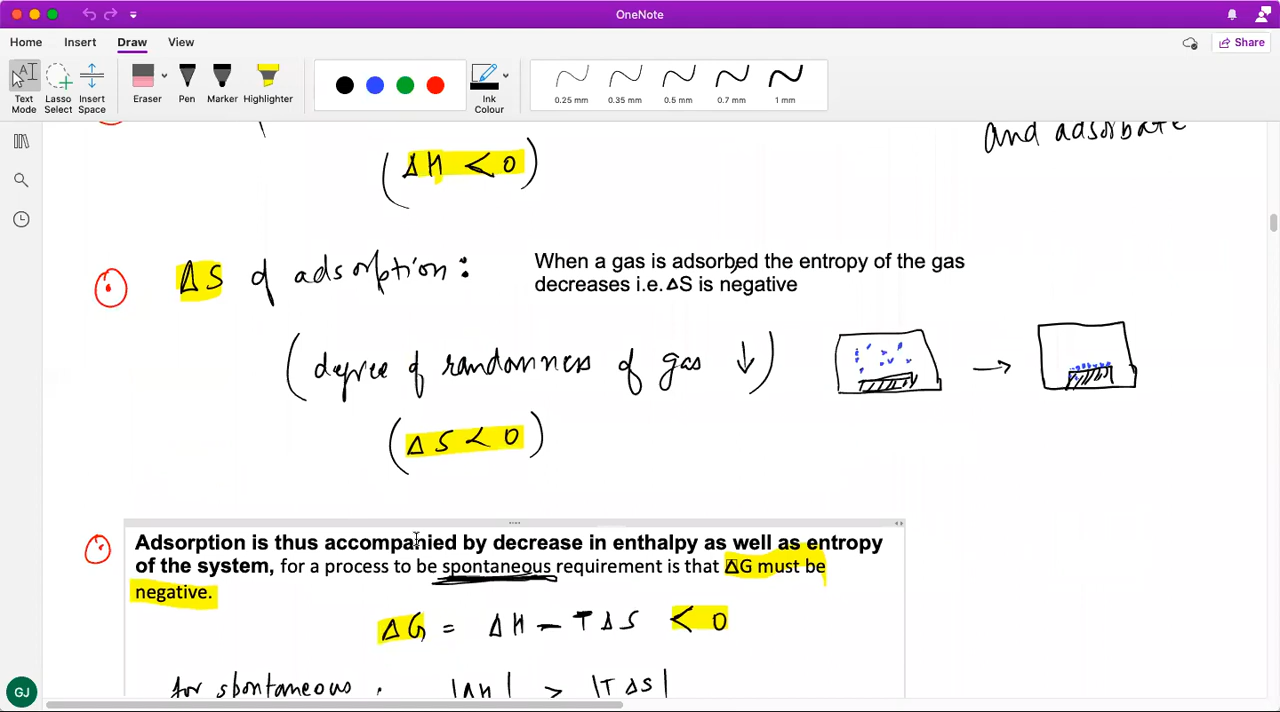 OneNote
Home Insert Draw View
Share
Text Mode
Lasso Select
Insert Space
Eraser
Pen
Marker
Highlighter
Ink Colour
0.25 mm 0.35 mm 0.5 mm 0.7 mm 1 mm
and adsorbate
(ΔH < 0)
ΔS of adsorption :
When a gas is adsorbed the entropy of the gas
decreases i.e. ΔS is negative
(degree of randomness of gas ↓)
(ΔS < 0)
Adsorption is thus accompanied by decrease in enthalpy as well as entropy
of the system, for a process to be spontaneous requirement is that ΔG must be
negative.
ΔG = ΔH − TΔS < 0
for spontaneous : |ΔH| > |TΔS|
GJ